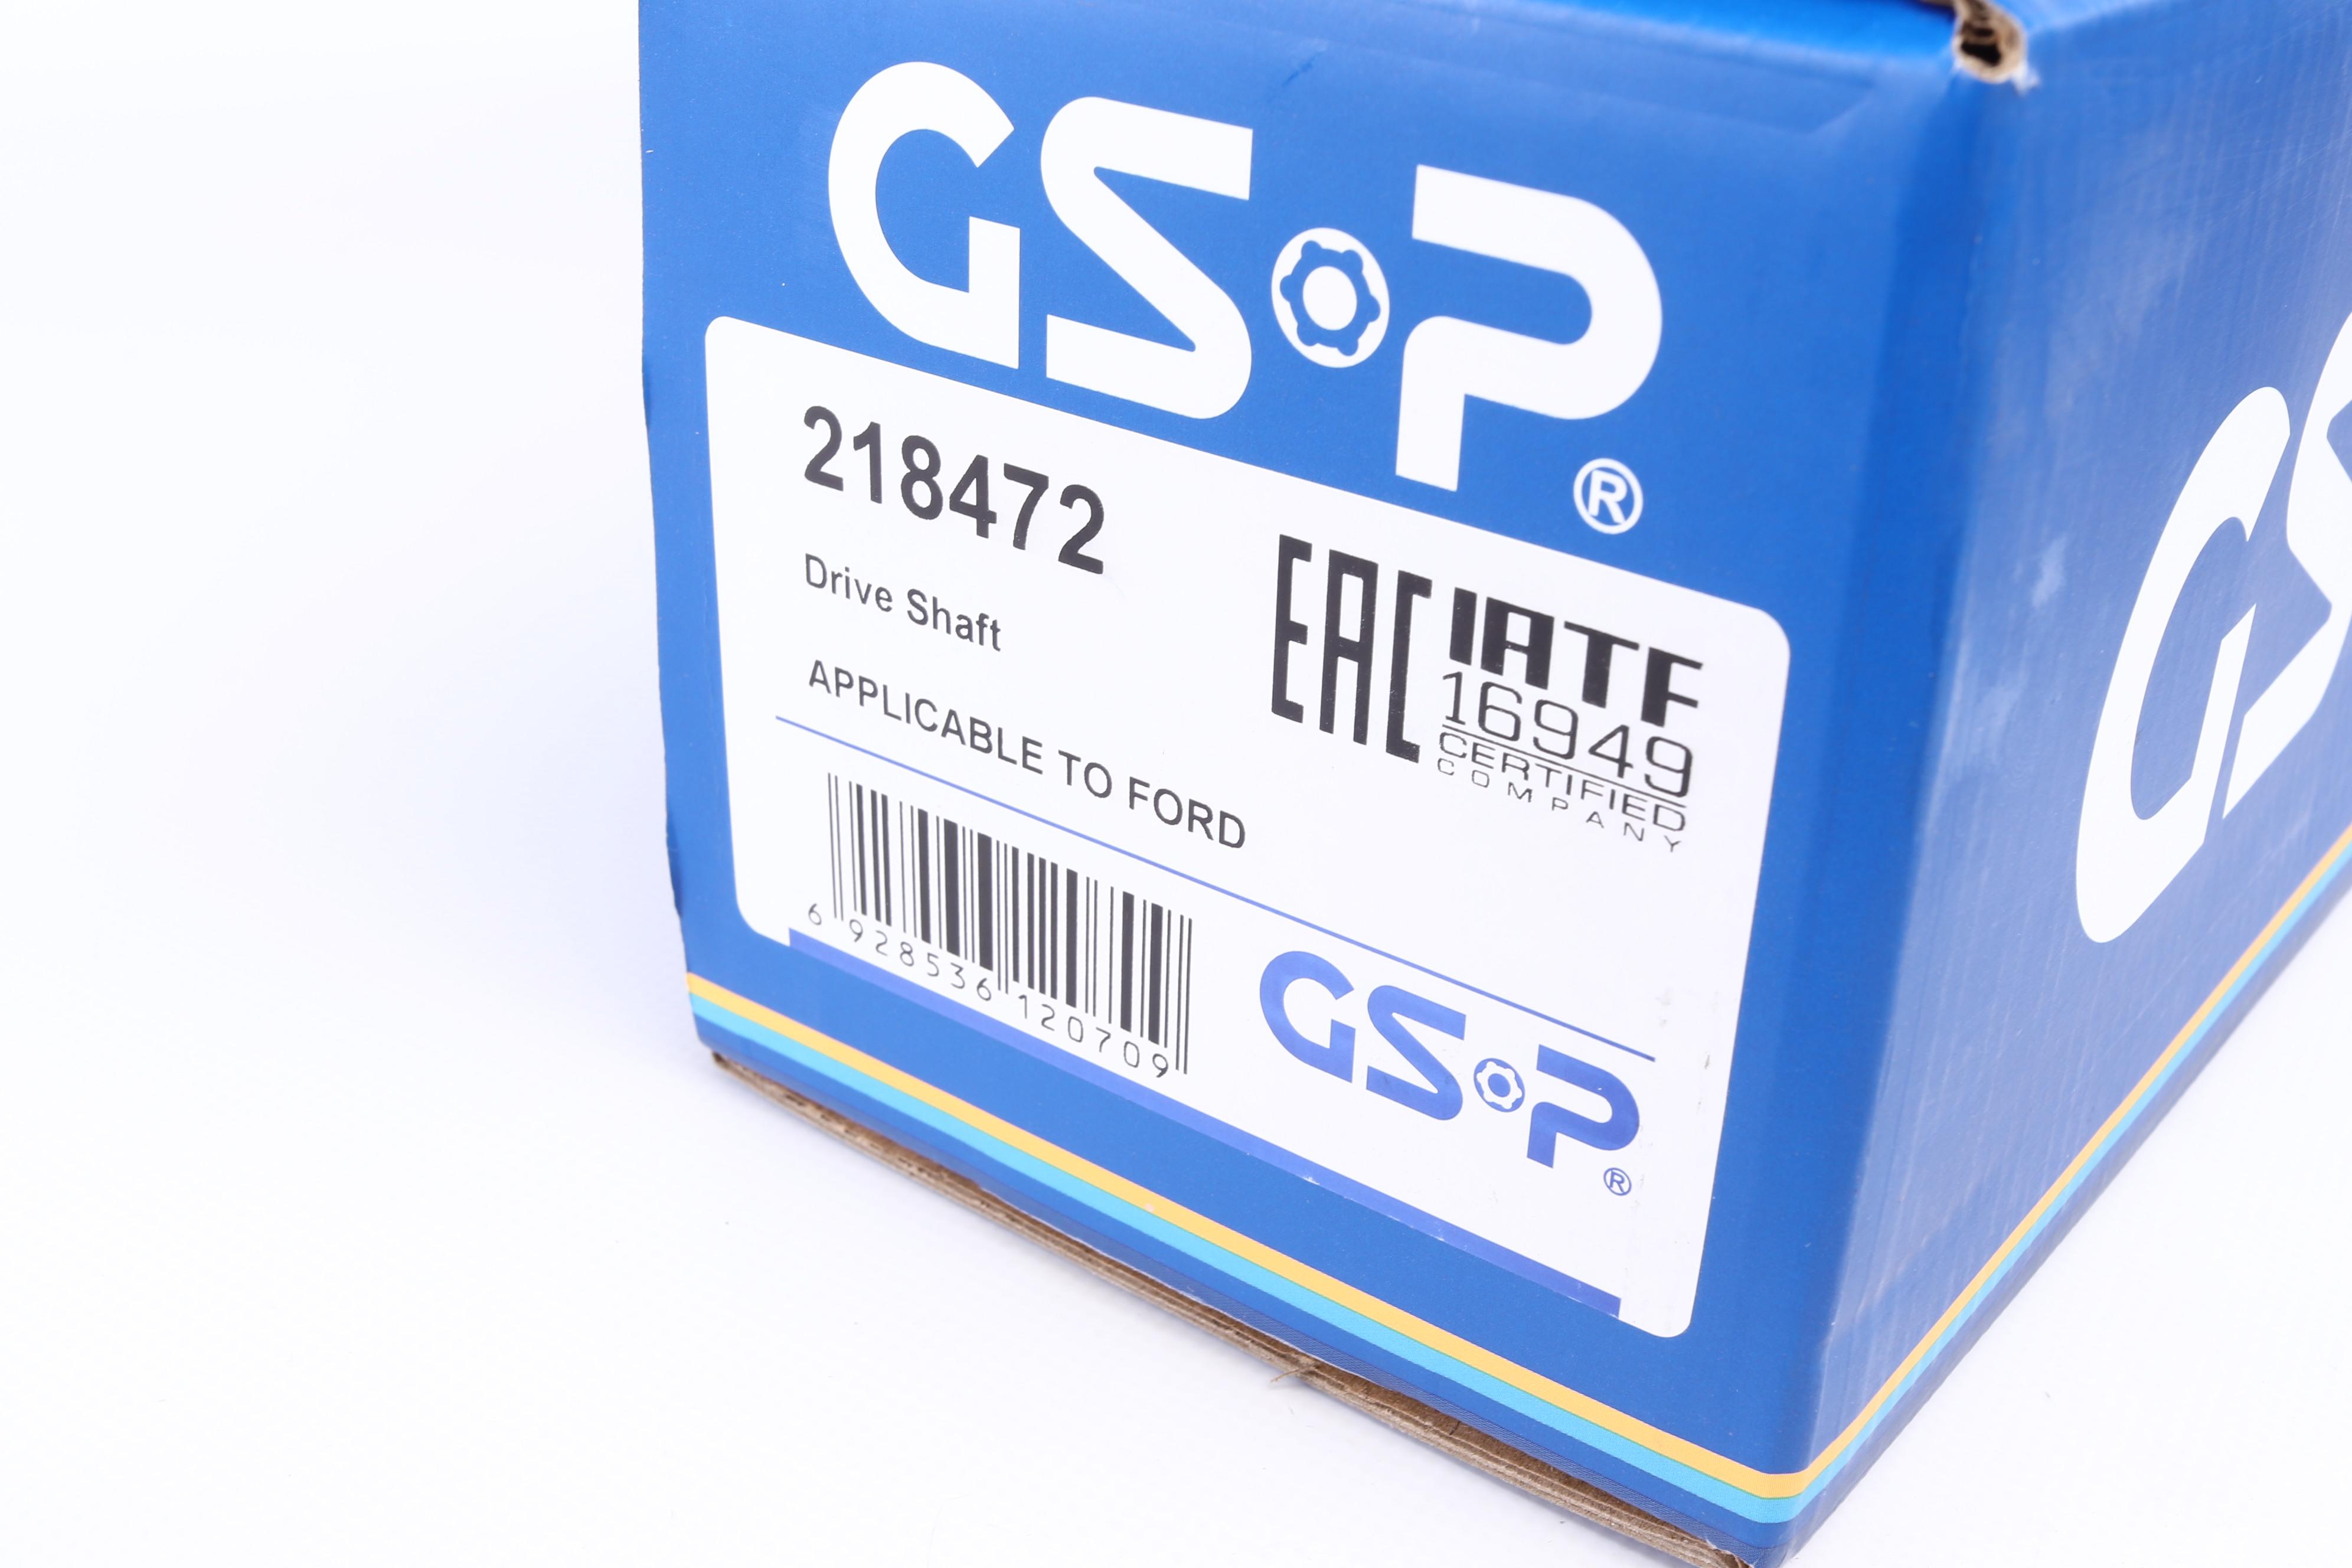 GSP®
218472
Drive Shaft
APPLICABLE TO FORD
EAC
IATF
16949
CERTIFIED
COMPANY
6 928536 120709
GSP®
GS